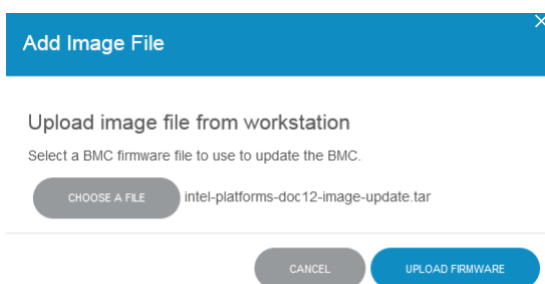 Add Image File
Upload image file from workstation
Select a BMC firmware file to use to update the BMC.
CHOOSE A FILE intel-platforms-doc12-image-update.tar
CANCEL UPLOAD FIRMWARE